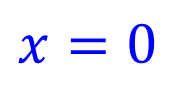 x = 0